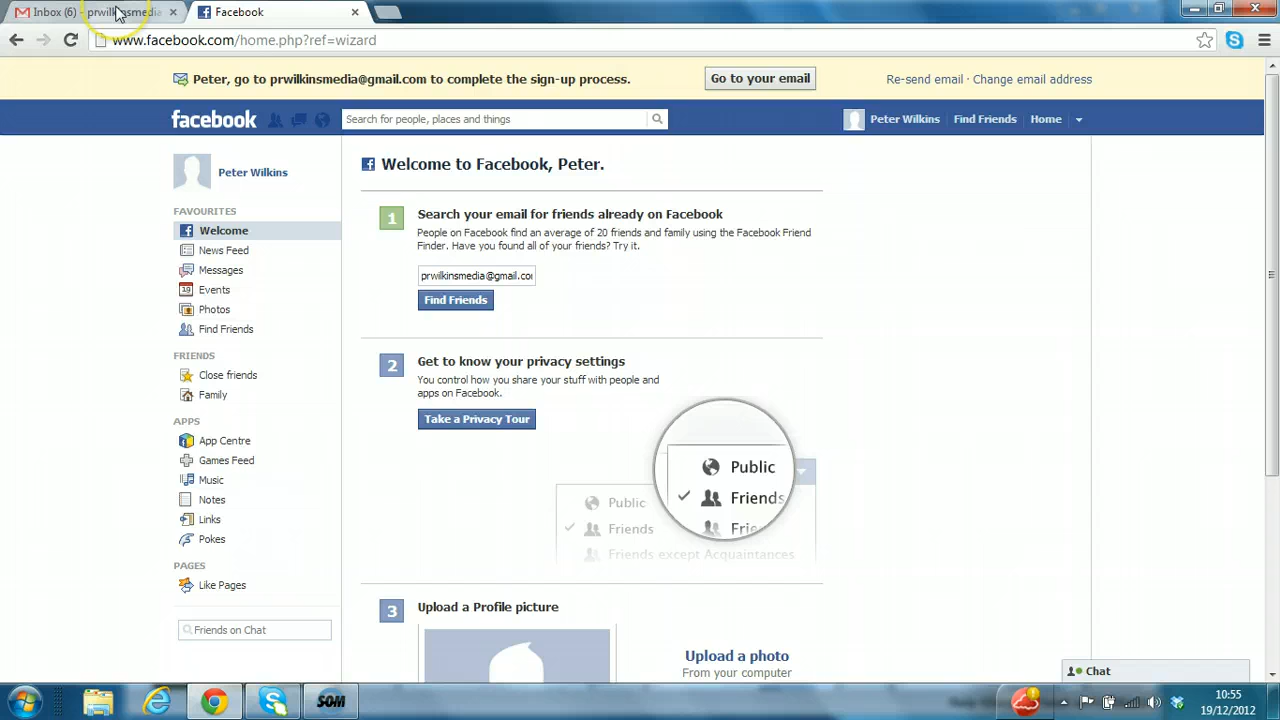 Inbox (6) - prwilkinsmedia
Facebook
www.facebook.com/home.php?ref=wizard
Peter, go to prwilkinsmedia@gmail.com to complete the sign-up process.
Go to your email
Re-send email · Change email address
facebook
Search for people, places and things
Peter Wilkins
Find Friends
Home
Peter Wilkins
FAVOURITES
Welcome
News Feed
Messages
Events
Photos
Find Friends
FRIENDS
Close friends
Family
APPS
App Centre
Games Feed
Music
Notes
Links
Pokes
PAGES
Like Pages
Friends on Chat
Welcome to Facebook, Peter.
1
Search your email for friends already on Facebook
People on Facebook find an average of 20 friends and family using the Facebook Friend
Finder. Have you found all of your friends? Try it.
prwilkinsmedia@gmail.co
Find Friends
2
Get to know your privacy settings
You control how you share your stuff with people and
apps on Facebook.
Take a Privacy Tour
Public
Friends
Public
Friends
Friends except Acquaintances
3
Upload a Profile picture
Upload a photo
From your computer
Chat
SOM
10:55
19/12/2012